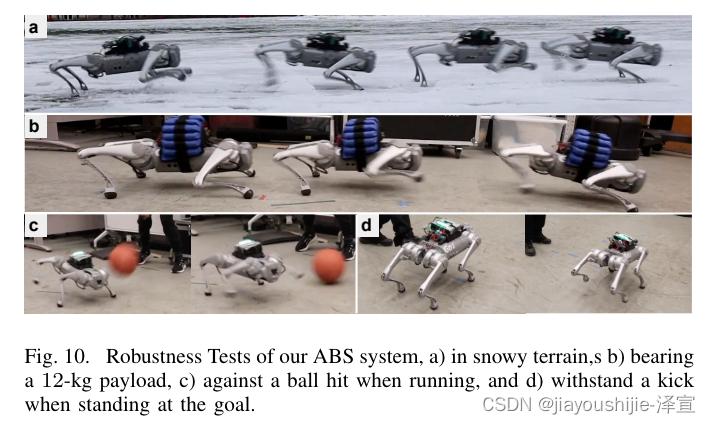 a
b
c
d
Fig. 10. Robustness Tests of our ABS system, a) in snowy terrain,s b) bearing
a 12-kg payload, c) against a ball hit when running, and d) withstand a kick
when standing at the goal.
CSDN @jiayoushijie-泽宣